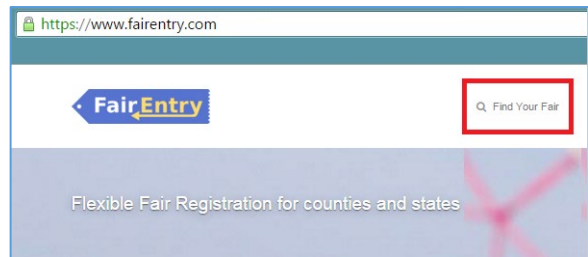 https://www.fairentry.com
FairEntry
Find Your Fair
Flexible Fair Registration for counties and states